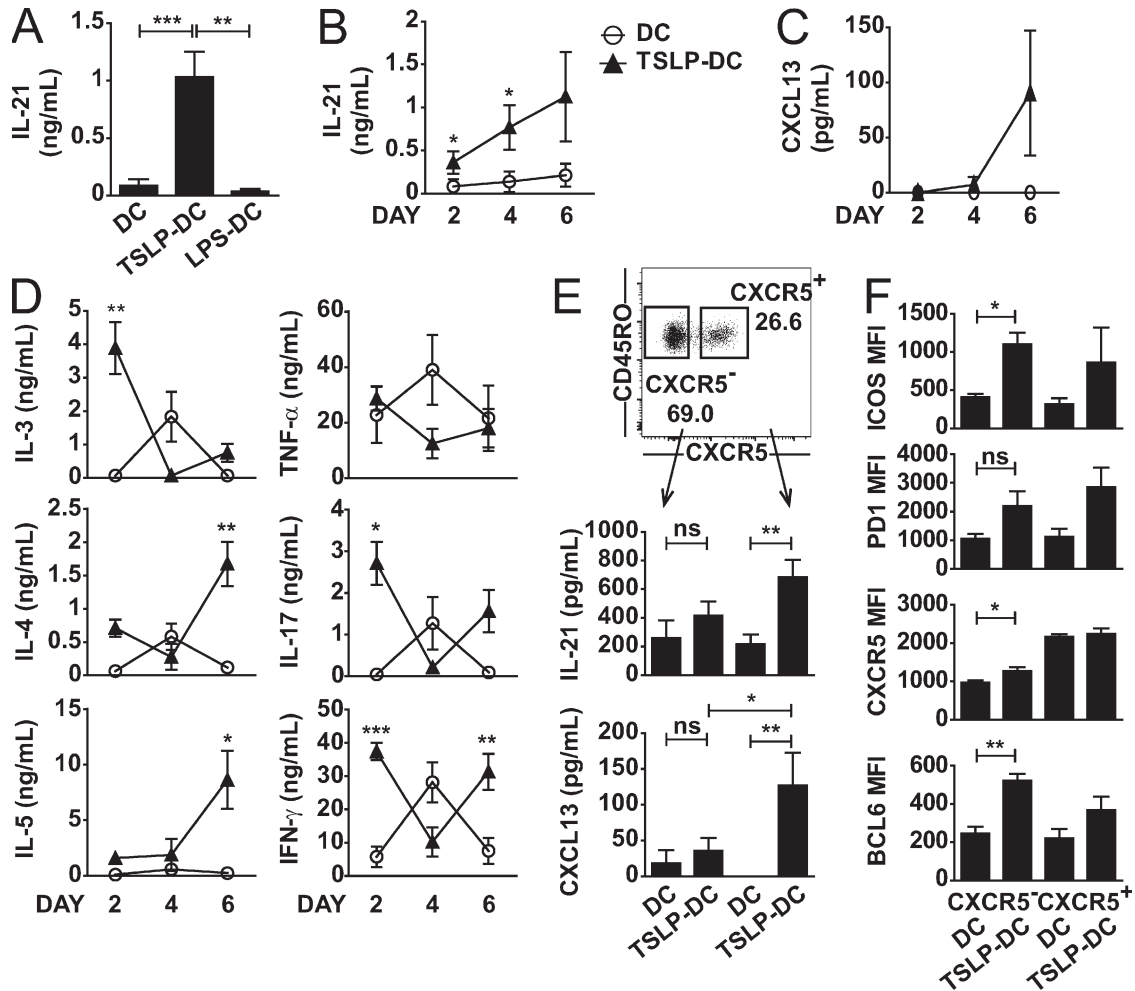 A
IL-21
(ng/mL)
1.5
1
0.5
0
***
**
DC
TSLP-DC
LPS-DC
B
IL-21
(ng/mL)
2
1.5
1
0.5
0
*
*
DAY 2 4 6
DC
TSLP-DC
C
CXCL13
(pg/mL)
150
100
50
0
DAY 2 4 6
D
IL-3 (ng/mL)
5
4
3
2
1
0
**
TNF-α (ng/mL)
60
40
20
0
IL-4 (ng/mL)
2.5
2
1.5
1
0.5
0
**
IL-17 (ng/mL)
4
3
2
1
0
*
IL-5 (ng/mL)
15
10
5
0
*
IFN-γ (ng/mL)
50
40
30
20
10
0
***
**
DAY 2 4 6
2 4 6
E
CD45RO
CXCR5+
26.6
CXCR5-
69.0
CXCR5
IL-21 (pg/mL)
1000
800
600
400
200
0
ns
**
CXCL13 (pg/mL)
200
150
100
50
0
ns
*
**
DC
TSLP-DC
DC
TSLP-DC
F
ICOS MFI
1500
1000
500
0
*
PD1 MFI
4000
3000
2000
1000
0
ns
CXCR5 MFI
3000
2000
1000
0
*
BCL6 MFI
600
400
200
0
**
CXCR5- CXCR5+
DC
TSLP-DC
DC
TSLP-DC